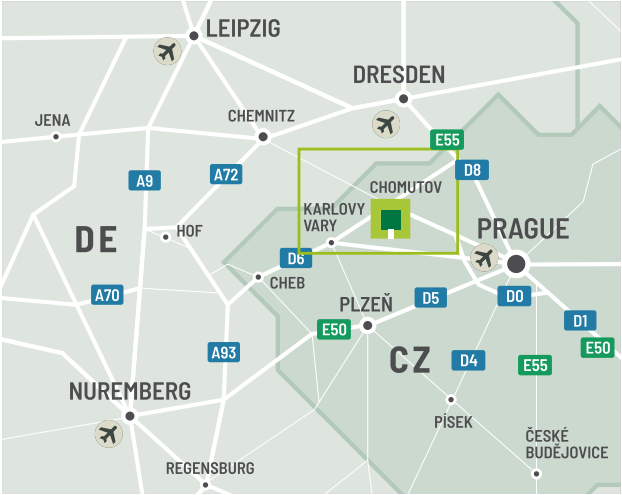 LEIPZIG
DRESDEN
JENA
CHEMNITZ
E55
D8
A9
A72
CHOMUTOV
KARLOVY
VARY
DE
HOF
PRAGUE
D6
CHEB
A70
D5
D0
PLZEŇ
E50
D1
E50
A93
CZ
D4
E55
NUREMBERG
PÍSEK
ČESKÉ
BUDĚJOVICE
REGENSBURG